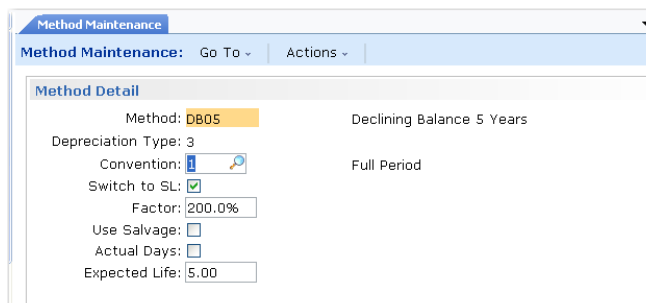 Method Maintenance
Method Maintenance: Go To Actions
Method Detail
Method: DB05 Declining Balance 5 Years
Depreciation Type: 3
Convention: 1 Full Period
Switch to SL:
Factor: 200.0%
Use Salvage:
Actual Days:
Expected Life: 5.00